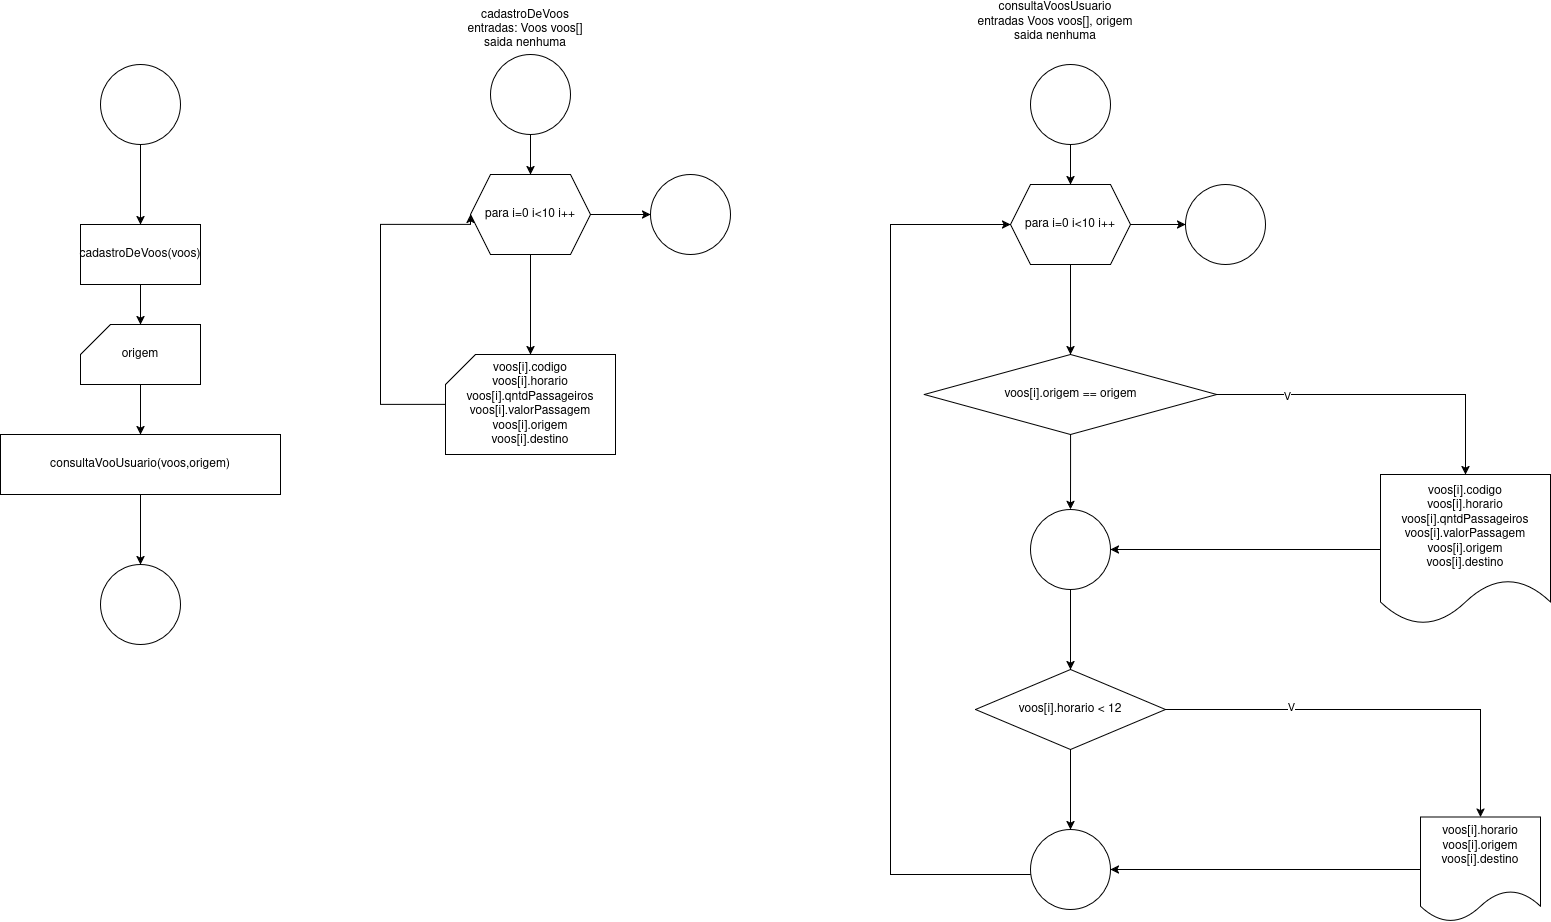 cadastroDeVoos(voos)
origem
consultaVooUsuario(voos,origem)
cadastroDeVoos
entradas: Voos voos[]
saida nenhuma
para i=0 i<10 i++
voos[i].codigo
voos[i].horario
voos[i].qntdPassageiros
voos[i].valorPassagem
voos[i].origem
voos[i].destino
consultaVoosUsuario
entradas Voos voos[], origem
saida nenhuma
para i=0 i<10 i++
voos[i].origem == origem
V
voos[i].codigo
voos[i].horario
voos[i].qntdPassageiros
voos[i].valorPassagem
voos[i].origem
voos[i].destino
voos[i].horario < 12
V
voos[i].horario
voos[i].origem
voos[i].destino